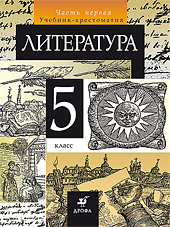 Часть первая
Учебник-хрестоматия
ЛИТЕРАТУРА
5
класс
ДРОФА